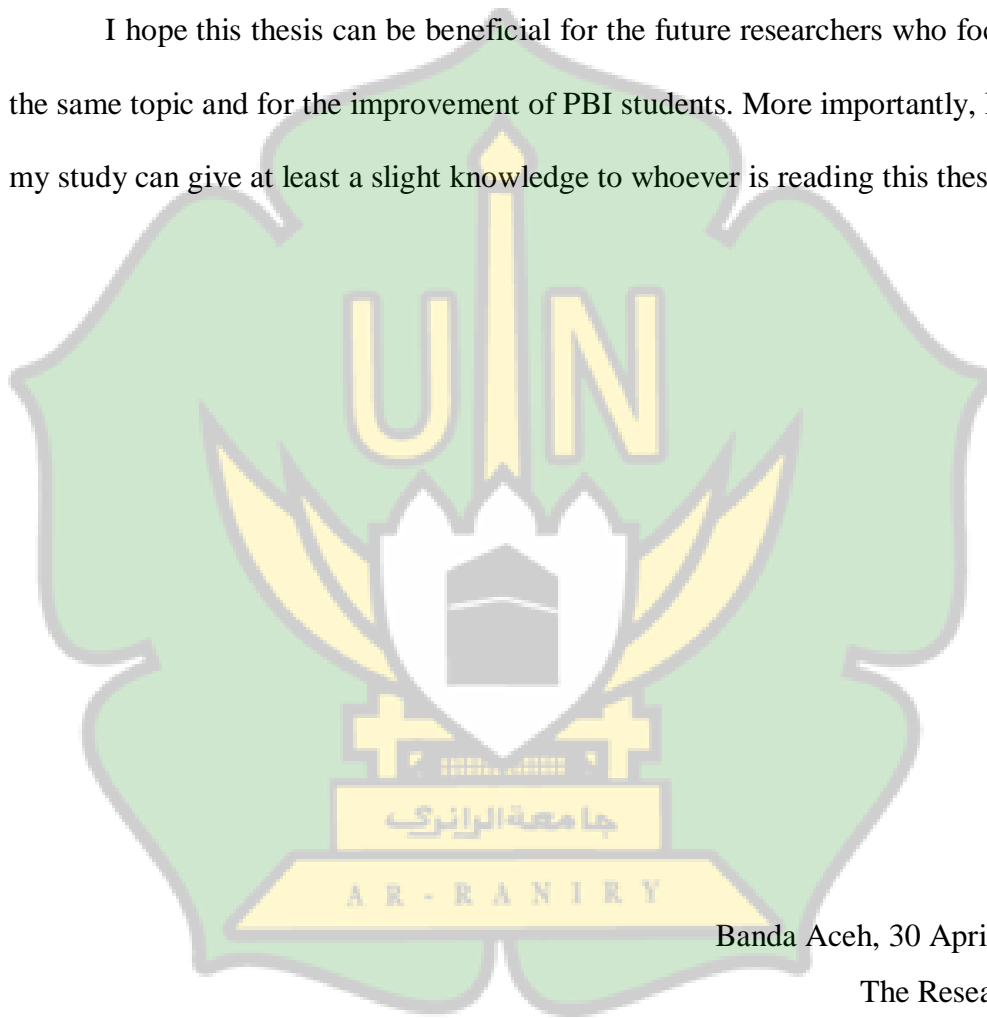 I hope this thesis can be beneficial for the future researchers who foc
the same topic and for the improvement of PBI students. More importantly, I
my study can give at least a slight knowledge to whoever is reading this thes
UIN
جامعة الرانري
AR-RANIRY
Banda Aceh, 30 Apri
The Resea